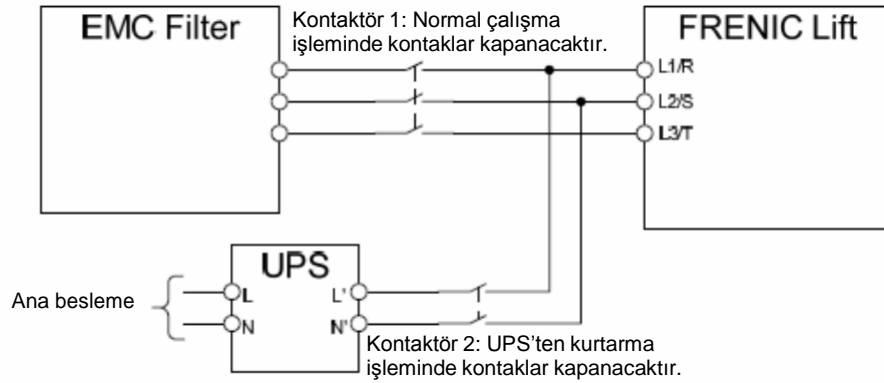 EMC Filter
Kontaktör 1: Normal çalışma
işleminde kontaklar kapanacaktır.
FRENIC Lift
L1/R
L2/S
L3/T
UPS
Ana besleme
L
L'
N
N'
Kontaktör 2: UPS'ten kurtarma
işleminde kontaklar kapanacaktır.